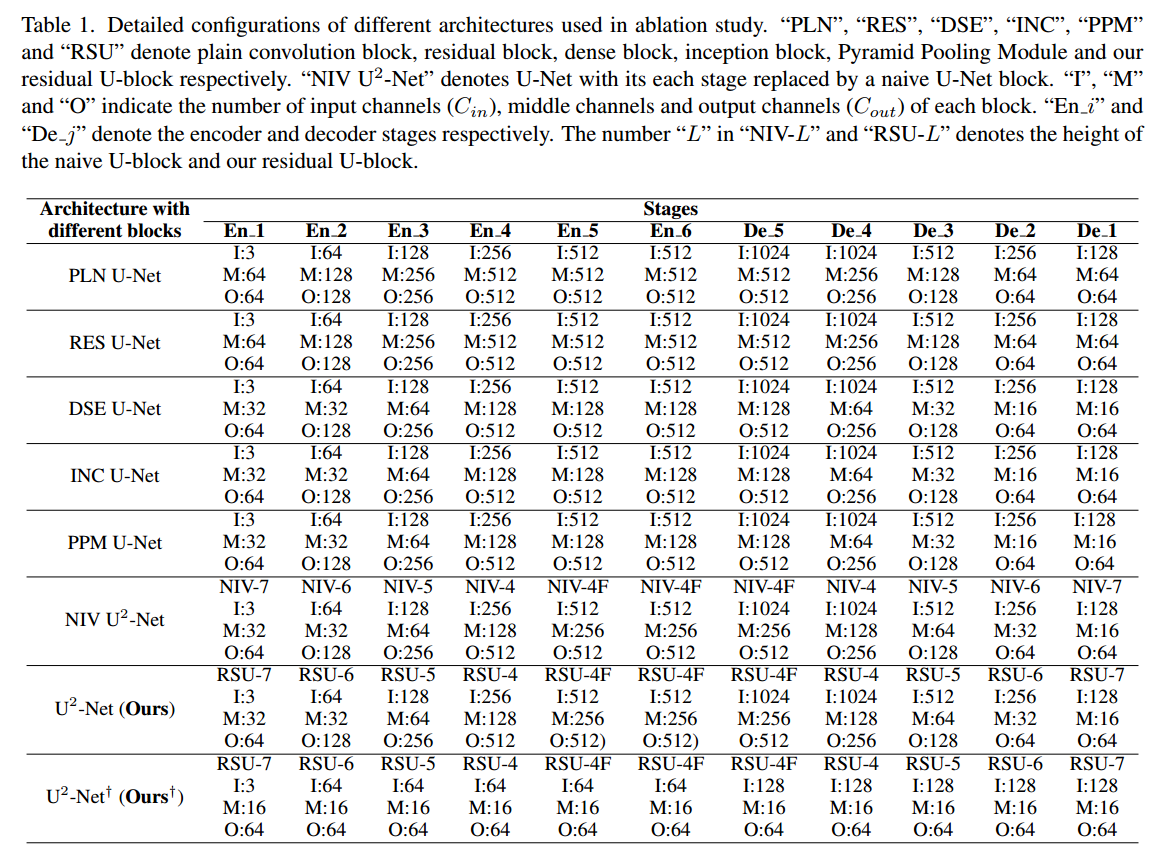 Table 1. Detailed configurations of different architectures used in ablation study. “PLN”, “RES”, “DSE”, “INC”, “PPM”
and “RSU” denote plain convolution block, residual block, dense block, inception block, Pyramid Pooling Module and our
residual U-block respectively. “NIV U²-Net” denotes U-Net with its each stage replaced by a naive U-Net block. “I”, “M”
and “O” indicate the number of input channels (C_in), middle channels and output channels (C_out) of each block. “En_i” and
“De_j” denote the encoder and decoder stages respectively. The number “L” in “NIV-L” and “RSU-L” denotes the height of
the naive U-block and our residual U-block.
Architecture with Stages
different blocks En_1 En_2 En_3 En_4 En_5 En_6 De_5 De_4 De_3 De_2 De_1
I:3 I:64 I:128 I:256 I:512 I:512 I:1024 I:1024 I:512 I:256 I:128
PLN U-Net M:64 M:128 M:256 M:512 M:512 M:512 M:512 M:256 M:128 M:64 M:64
O:64 O:128 O:256 O:512 O:512 O:512 O:512 O:256 O:128 O:64 O:64
I:3 I:64 I:128 I:256 I:512 I:512 I:1024 I:1024 I:512 I:256 I:128
RES U-Net M:64 M:128 M:256 M:512 M:512 M:512 M:512 M:256 M:128 M:64 M:64
O:64 O:128 O:256 O:512 O:512 O:512 O:512 O:256 O:128 O:64 O:64
I:3 I:64 I:128 I:256 I:512 I:512 I:1024 I:1024 I:512 I:256 I:128
DSE U-Net M:32 M:32 M:64 M:128 M:128 M:128 M:128 M:64 M:32 M:16 M:16
O:64 O:128 O:256 O:512 O:512 O:512 O:512 O:256 O:128 O:64 O:64
I:3 I:64 I:128 I:256 I:512 I:512 I:1024 I:1024 I:512 I:256 I:128
INC U-Net M:32 M:32 M:64 M:128 M:128 M:128 M:128 M:64 M:32 M:16 M:16
O:64 O:128 O:256 O:512 O:512 O:512 O:512 O:256 O:128 O:64 O:64
I:3 I:64 I:128 I:256 I:512 I:512 I:1024 I:1024 I:512 I:256 I:128
PPM U-Net M:32 M:32 M:64 M:128 M:128 M:128 M:128 M:64 M:32 M:16 M:16
O:64 O:128 O:256 O:512 O:512 O:512 O:512 O:256 O:128 O:64 O:64
NIV-7 NIV-6 NIV-5 NIV-4 NIV-4F NIV-4F NIV-4F NIV-4 NIV-5 NIV-6 NIV-7
NIV U²-Net I:3 I:64 I:128 I:256 I:512 I:512 I:1024 I:1024 I:512 I:256 I:128
M:32 M:32 M:64 M:128 M:256 M:256 M:256 M:128 M:64 M:32 M:16
O:64 O:128 O:256 O:512 O:512 O:512 O:512 O:256 O:128 O:64 O:64
RSU-7 RSU-6 RSU-5 RSU-4 RSU-4F RSU-4F RSU-4F RSU-4 RSU-5 RSU-6 RSU-7
U²-Net (Ours) I:3 I:64 I:128 I:256 I:512 I:512 I:1024 I:1024 I:512 I:256 I:128
M:32 M:32 M:64 M:128 M:256 M:256 M:256 M:128 M:64 M:32 M:16
O:64 O:128 O:256 O:512 O:512) O:512) O:512 O:256 O:128 O:64 O:64
RSU-7 RSU-6 RSU-5 RSU-4 RSU-4F RSU-4F RSU-4F RSU-4 RSU-5 RSU-6 RSU-7
U²-Net† (Ours†) I:3 I:64 I:64 I:64 I:64 I:64 I:128 I:128 I:128 I:128 I:128
M:16 M:16 M:16 M:16 M:16 M:16 M:16 M:16 M:16 M:16 M:16
O:64 O:64 O:64 O:64 O:64 O:64 O:64 O:64 O:64 O:64 O:64